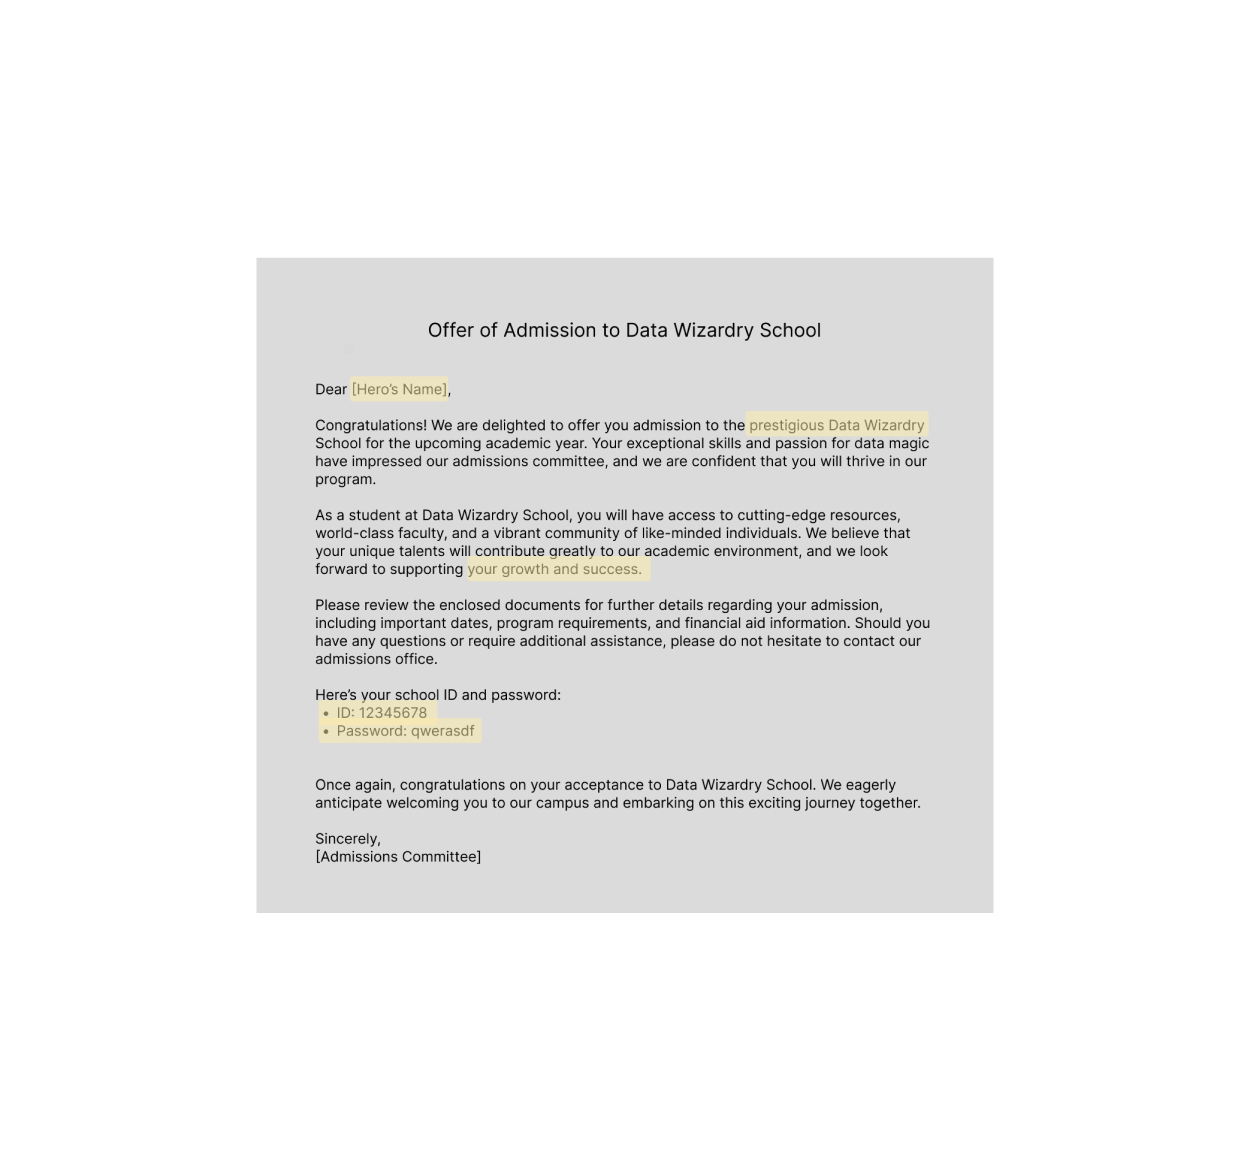 Offer of Admission to Data Wizardry School
Dear [Hero’s Name],
Congratulations! We are delighted to offer you admission to the prestigious Data Wizardry
School for the upcoming academic year. Your exceptional skills and passion for data magic
have impressed our admissions committee, and we are confident that you will thrive in our
program.
As a student at Data Wizardry School, you will have access to cutting-edge resources,
world-class faculty, and a vibrant community of like-minded individuals. We believe that
your unique talents will contribute greatly to our academic environment, and we look
forward to supporting your growth and success.
Please review the enclosed documents for further details regarding your admission,
including important dates, program requirements, and financial aid information. Should you
have any questions or require additional assistance, please do not hesitate to contact our
admissions office.
Here’s your school ID and password:
• ID: 12345678
• Password: qwerasdf
Once again, congratulations on your acceptance to Data Wizardry School. We eagerly
anticipate welcoming you to our campus and embarking on this exciting journey together.
Sincerely,
[Admissions Committee]